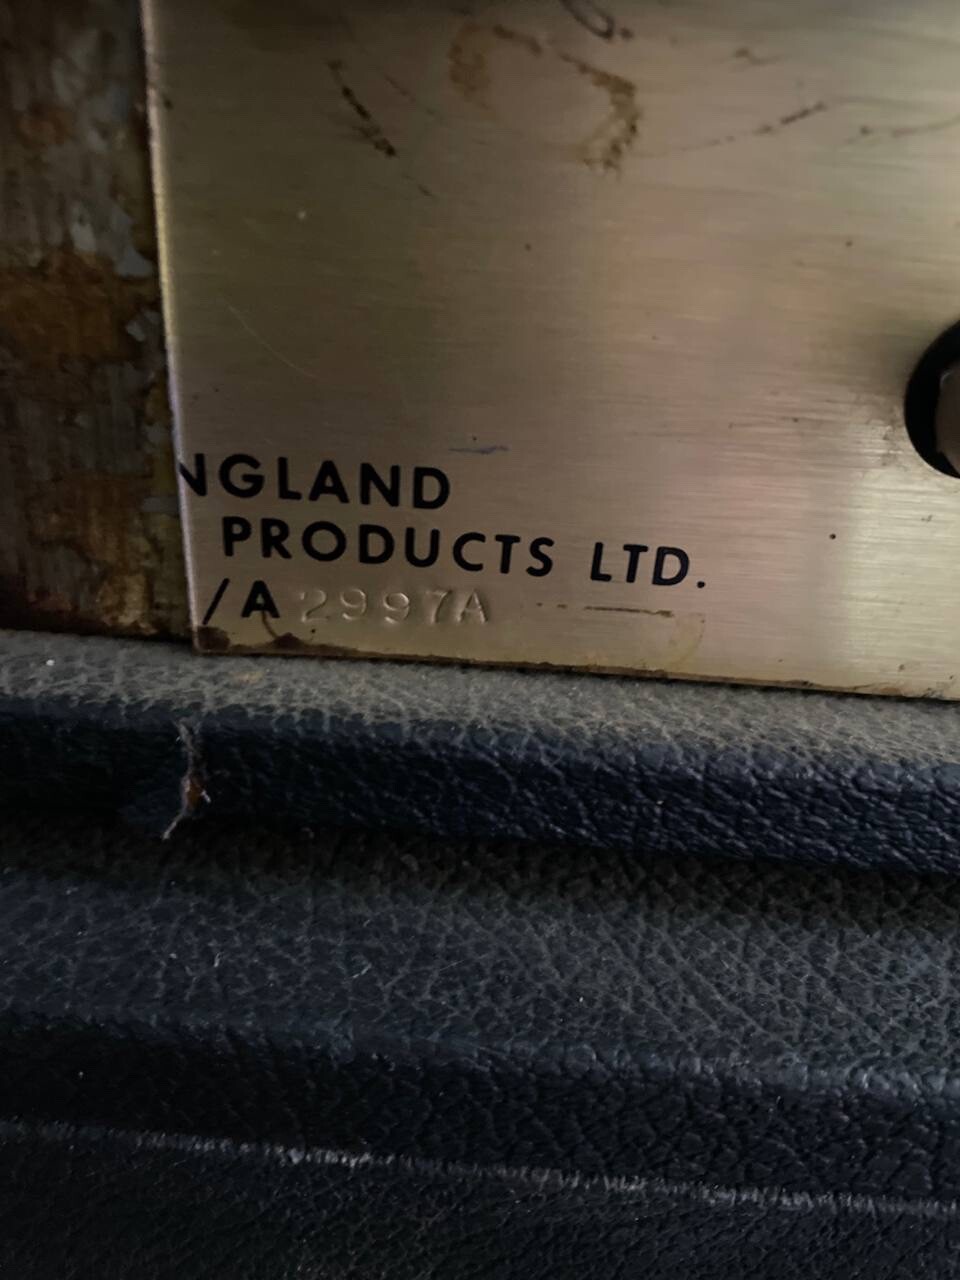 NGLAND
PRODUCTS LTD.
/A 2997A